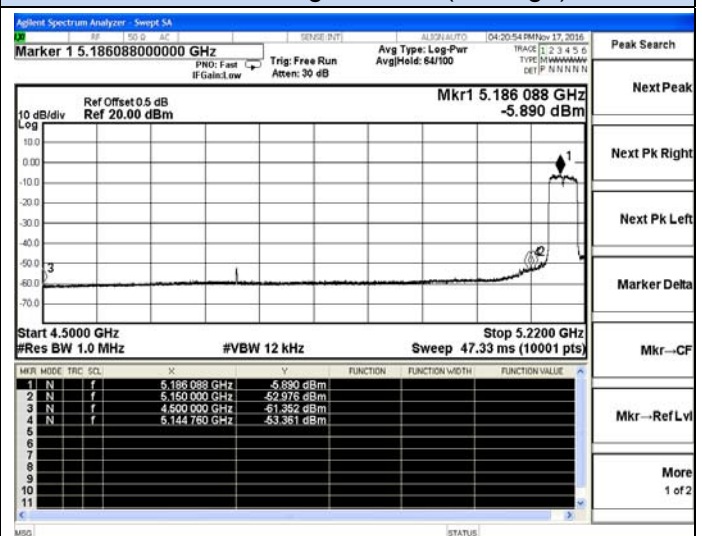 Agilent Spectrum Analyzer - Swept SA
RF 50 Ω AC SENSE:INT ALIGN AUTO 04:20:54 PM Nov 17, 2016
Marker 1 5.186088000000 GHz
PNO: Fast
IFGain:Low
Trig: Free Run
Atten: 30 dB
Avg Type: Log-Pwr
Avg|Hold: 64/100
TRACE 1 2 3 4 5 6
TYPE M WWWWW
DET P N N N N N
Peak Search
Next Peak
Next Pk Right
Next Pk Left
Marker Delta
Mkr→CF
Mkr→Ref Lvl
More
1 of 2
Ref Offset 0.5 dB
Ref 20.00 dBm
Mkr1 5.186 088 GHz
-5.890 dBm
10 dB/div
Log
10.0
0.00
-10.0
-20.0
-30.0
-40.0
-50.0
-60.0
-70.0
1
2
3
Start 4.5000 GHz
Stop 5.2200 GHz
#Res BW 1.0 MHz
#VBW 12 kHz
Sweep 47.33 ms (10001 pts)
MKR MODE TRC SCL X Y FUNCTION FUNCTION WIDTH FUNCTION VALUE
1 N f 5.186 088 GHz -5.890 dBm
2 N f 5.150 000 GHz -52.976 dBm
3 N f 4.500 000 GHz -61.352 dBm
4 N f 5.144 760 GHz -53.361 dBm
5
6
7
8
9
10
11
MSG
STATUS